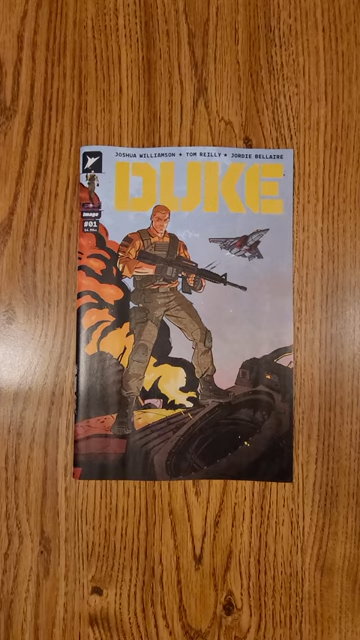 JOSHUA WILLIAMSON • TOM REILLY • JORDIE BELLAIRE
DUKE
image
#01